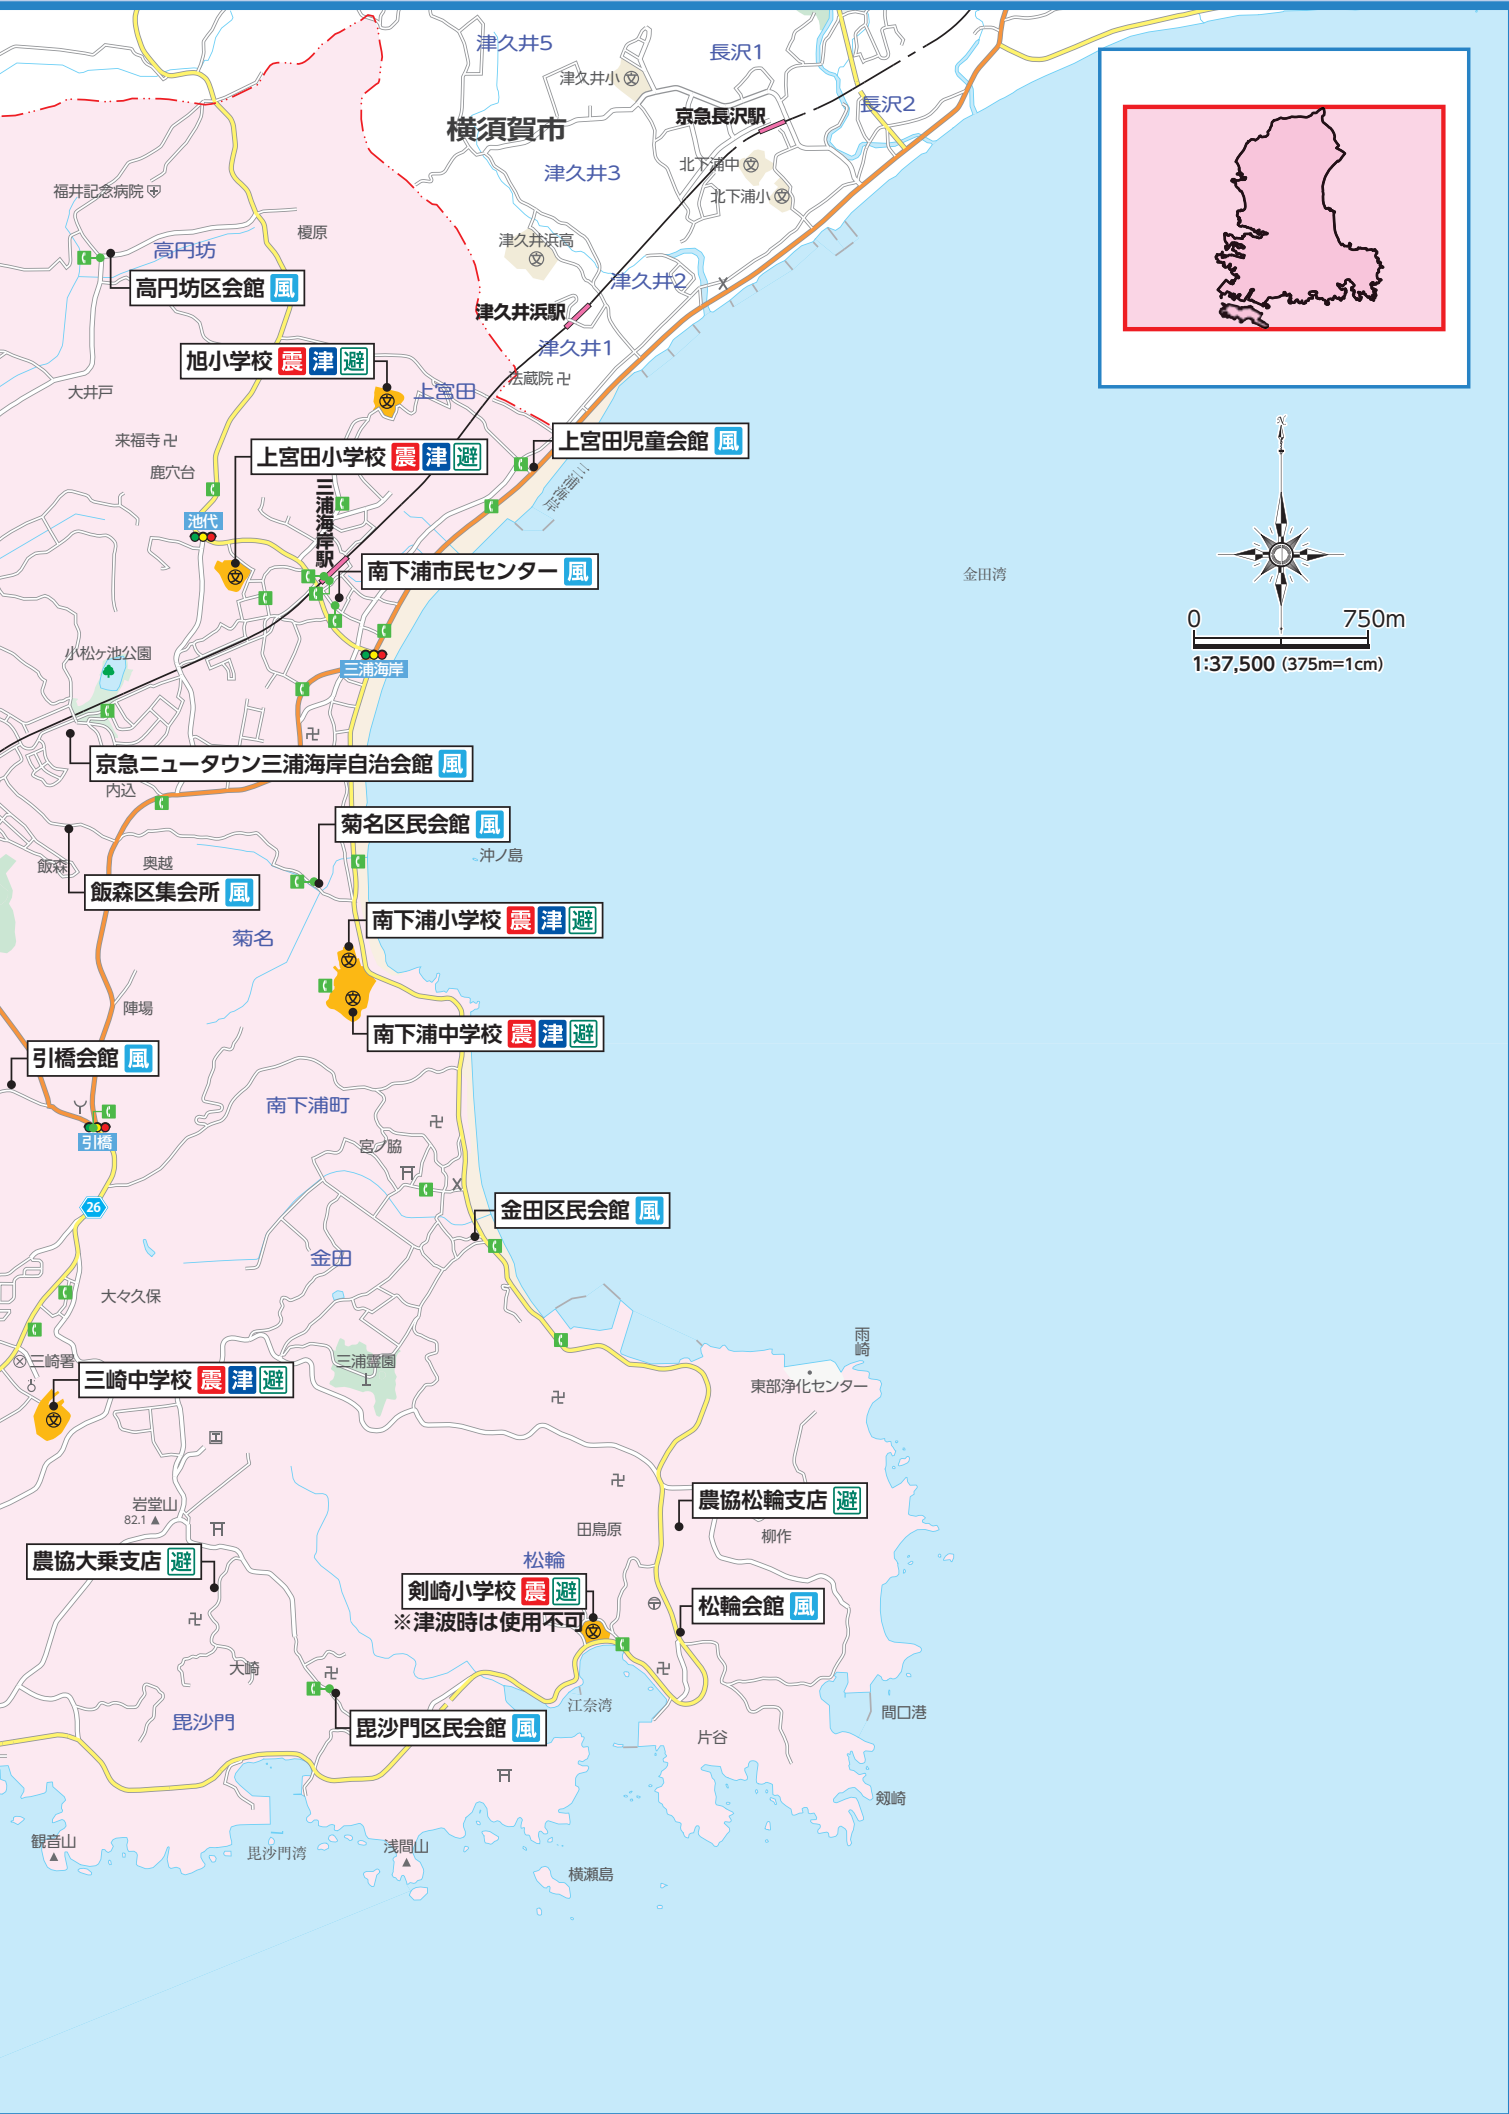 津久井5
長沢1
津久井小
長沢2
京急長沢駅
横須賀市
北下浦中
津久井3
福井記念病院
北下浦小
榎原
津久井浜高
高円坊
津久井2
高円坊区会館 風
津久井浜駅
津久井1
旭小学校 震 津 避
法蔵院
大井戸
上宮田
来福寺
上宮田児童会館 風
上宮田小学校 震 津 避
鹿穴台
三浦海岸
三浦海岸駅
池代
南下浦市民センター 風
金田湾
N
0 750m
1:37,500 (375m=1cm)
小松ヶ池公園
三浦海岸
京急ニュータウン三浦海岸自治会館 風
内込
菊名区民会館 風
沖ノ島
飯森
奥越
飯森区集会所 風
南下浦小学校 震 津 避
菊名
陣場
南下浦中学校 震 津 避
引橋会館 風
南下浦町
引橋
宮ノ脇
26
金田区民会館 風
金田
大々久保
雨崎
三崎署
三浦霊園
三崎中学校 震 津 避
東部浄化センター
岩堂山
82.1
農協松輪支店 避
田鳥原
柳作
農協大乗支店 避
松輪
剣崎小学校 震 避
※津波時は使用不可
松輪会館 風
大崎
江奈湾
間口港
毘沙門
毘沙門区民会館 風
片谷
剱崎
観音山
毘沙門湾
浅間山
横瀬島